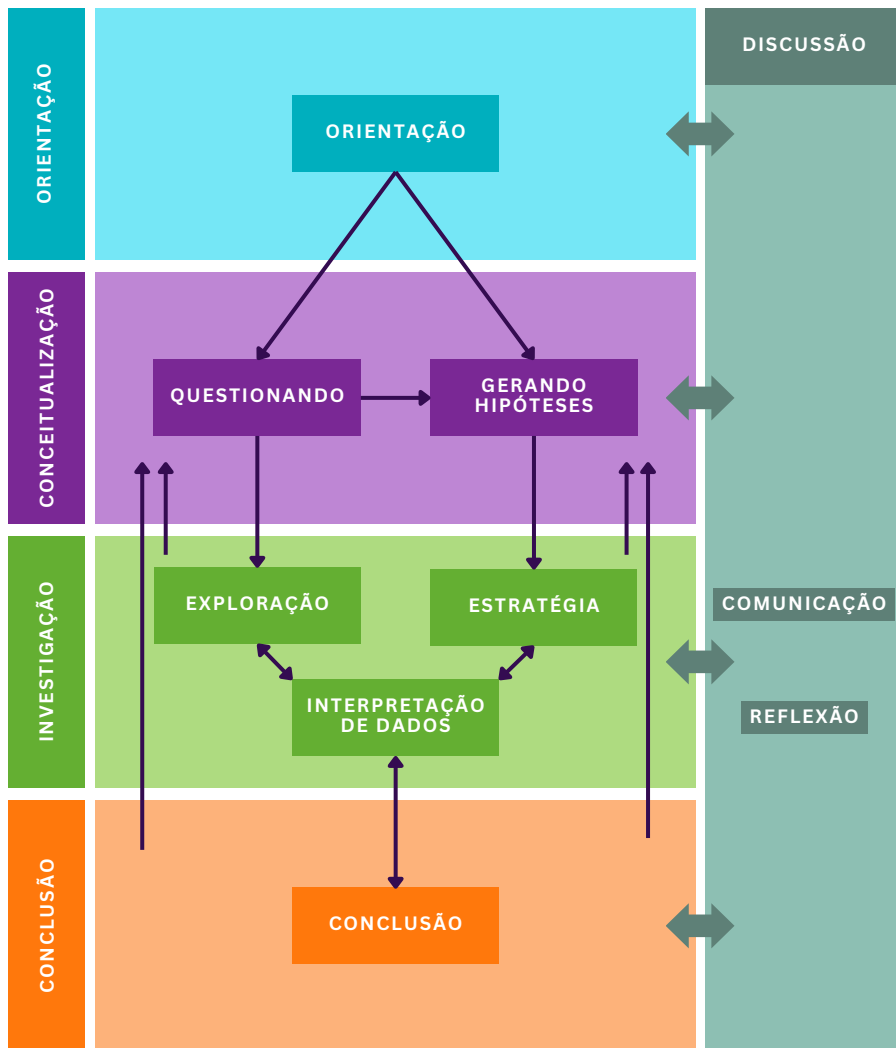 DISCUSSÃO
ORIENTAÇÃO
ORIENTAÇÃO
CONCEITUALIZAÇÃO
QUESTIONANDO
GERANDO
HIPÓTESES
INVESTIGAÇÃO
EXPLORAÇÃO
ESTRATÉGIA
COMUNICAÇÃO
INTERPRETAÇÃO
DE DADOS
REFLEXÃO
CONCLUSÃO
CONCLUSÃO